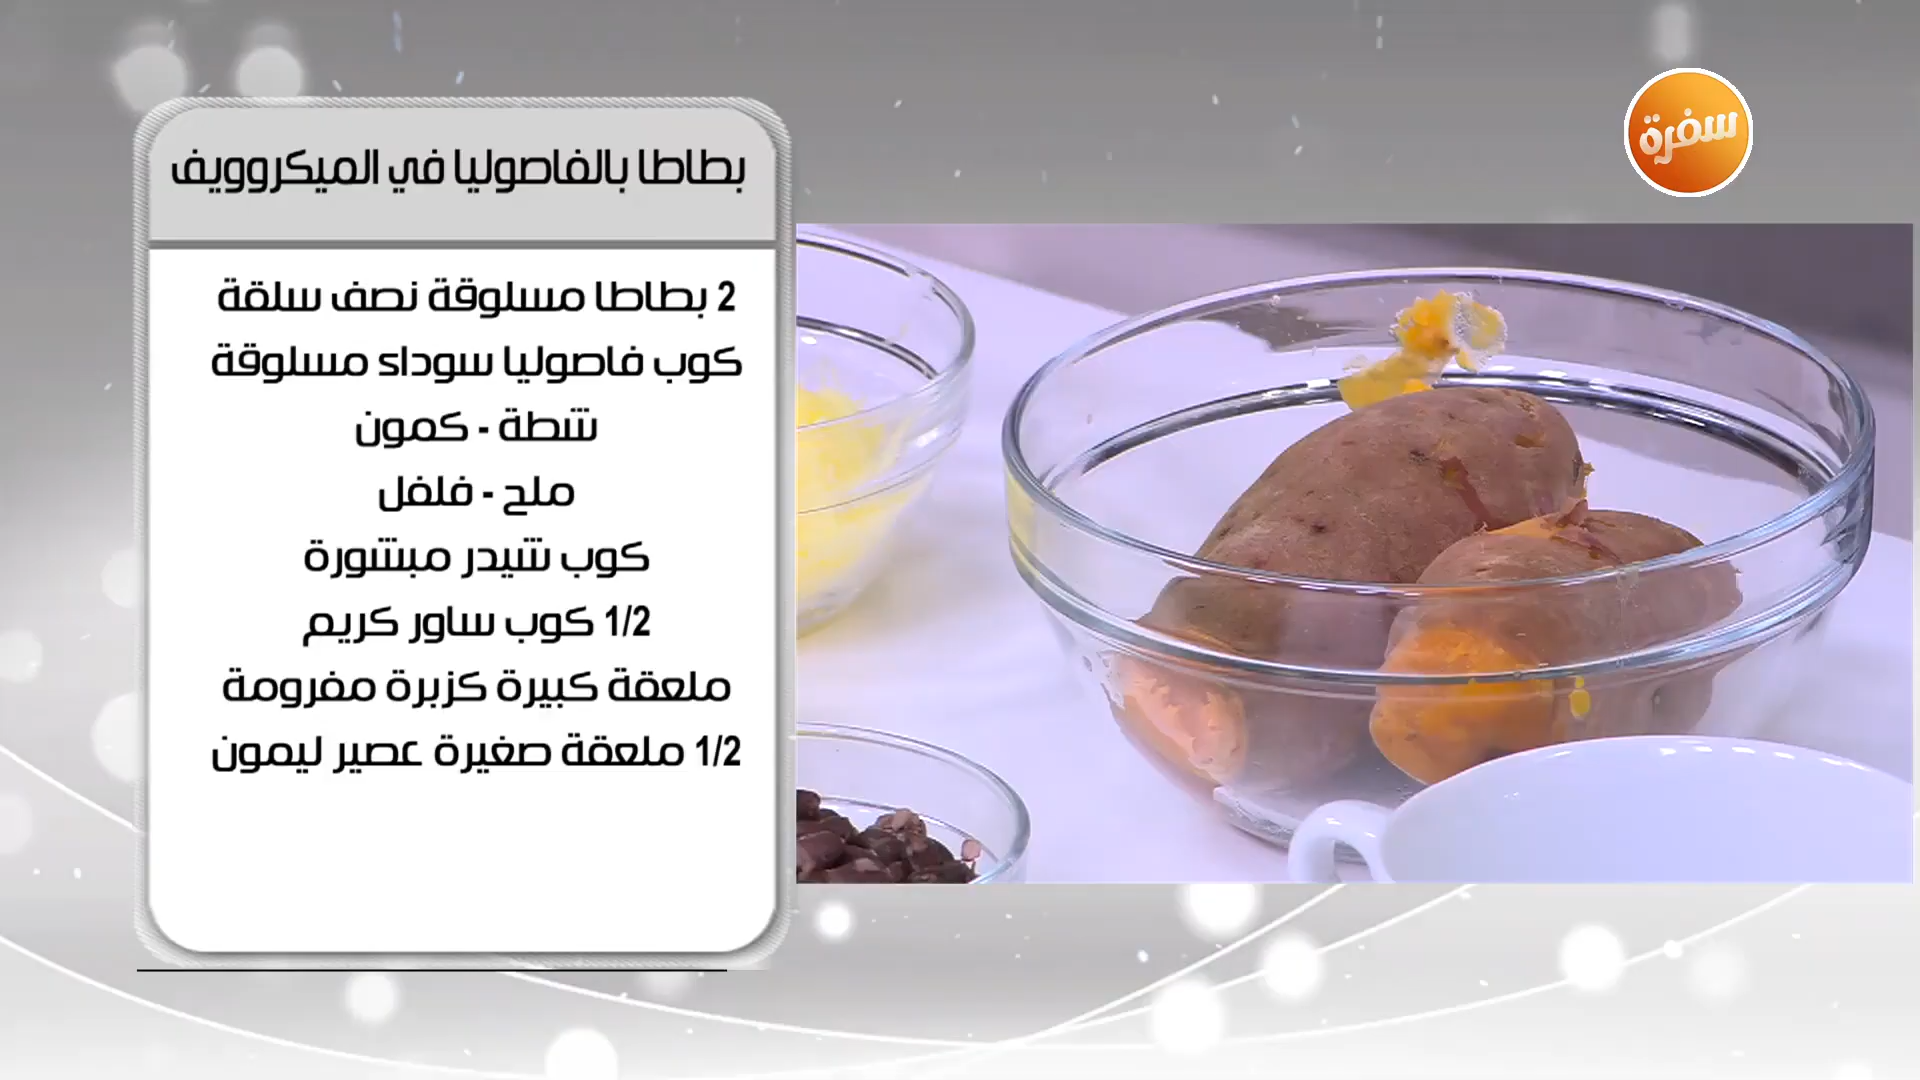 سفرة
بطاطا بالفاصوليا في الميكروويف
2 بطاطا مسلوقة نصف سلقة
كوب فاصوليا سوداء مسلوقة
شطة - كمون
ملح - فلفل
كوب شيدر مبشورة
1/2 كوب ساور كريم
ملعقة كبيرة كزبرة مفرومة
1/2 ملعقة صغيرة عصير ليمون